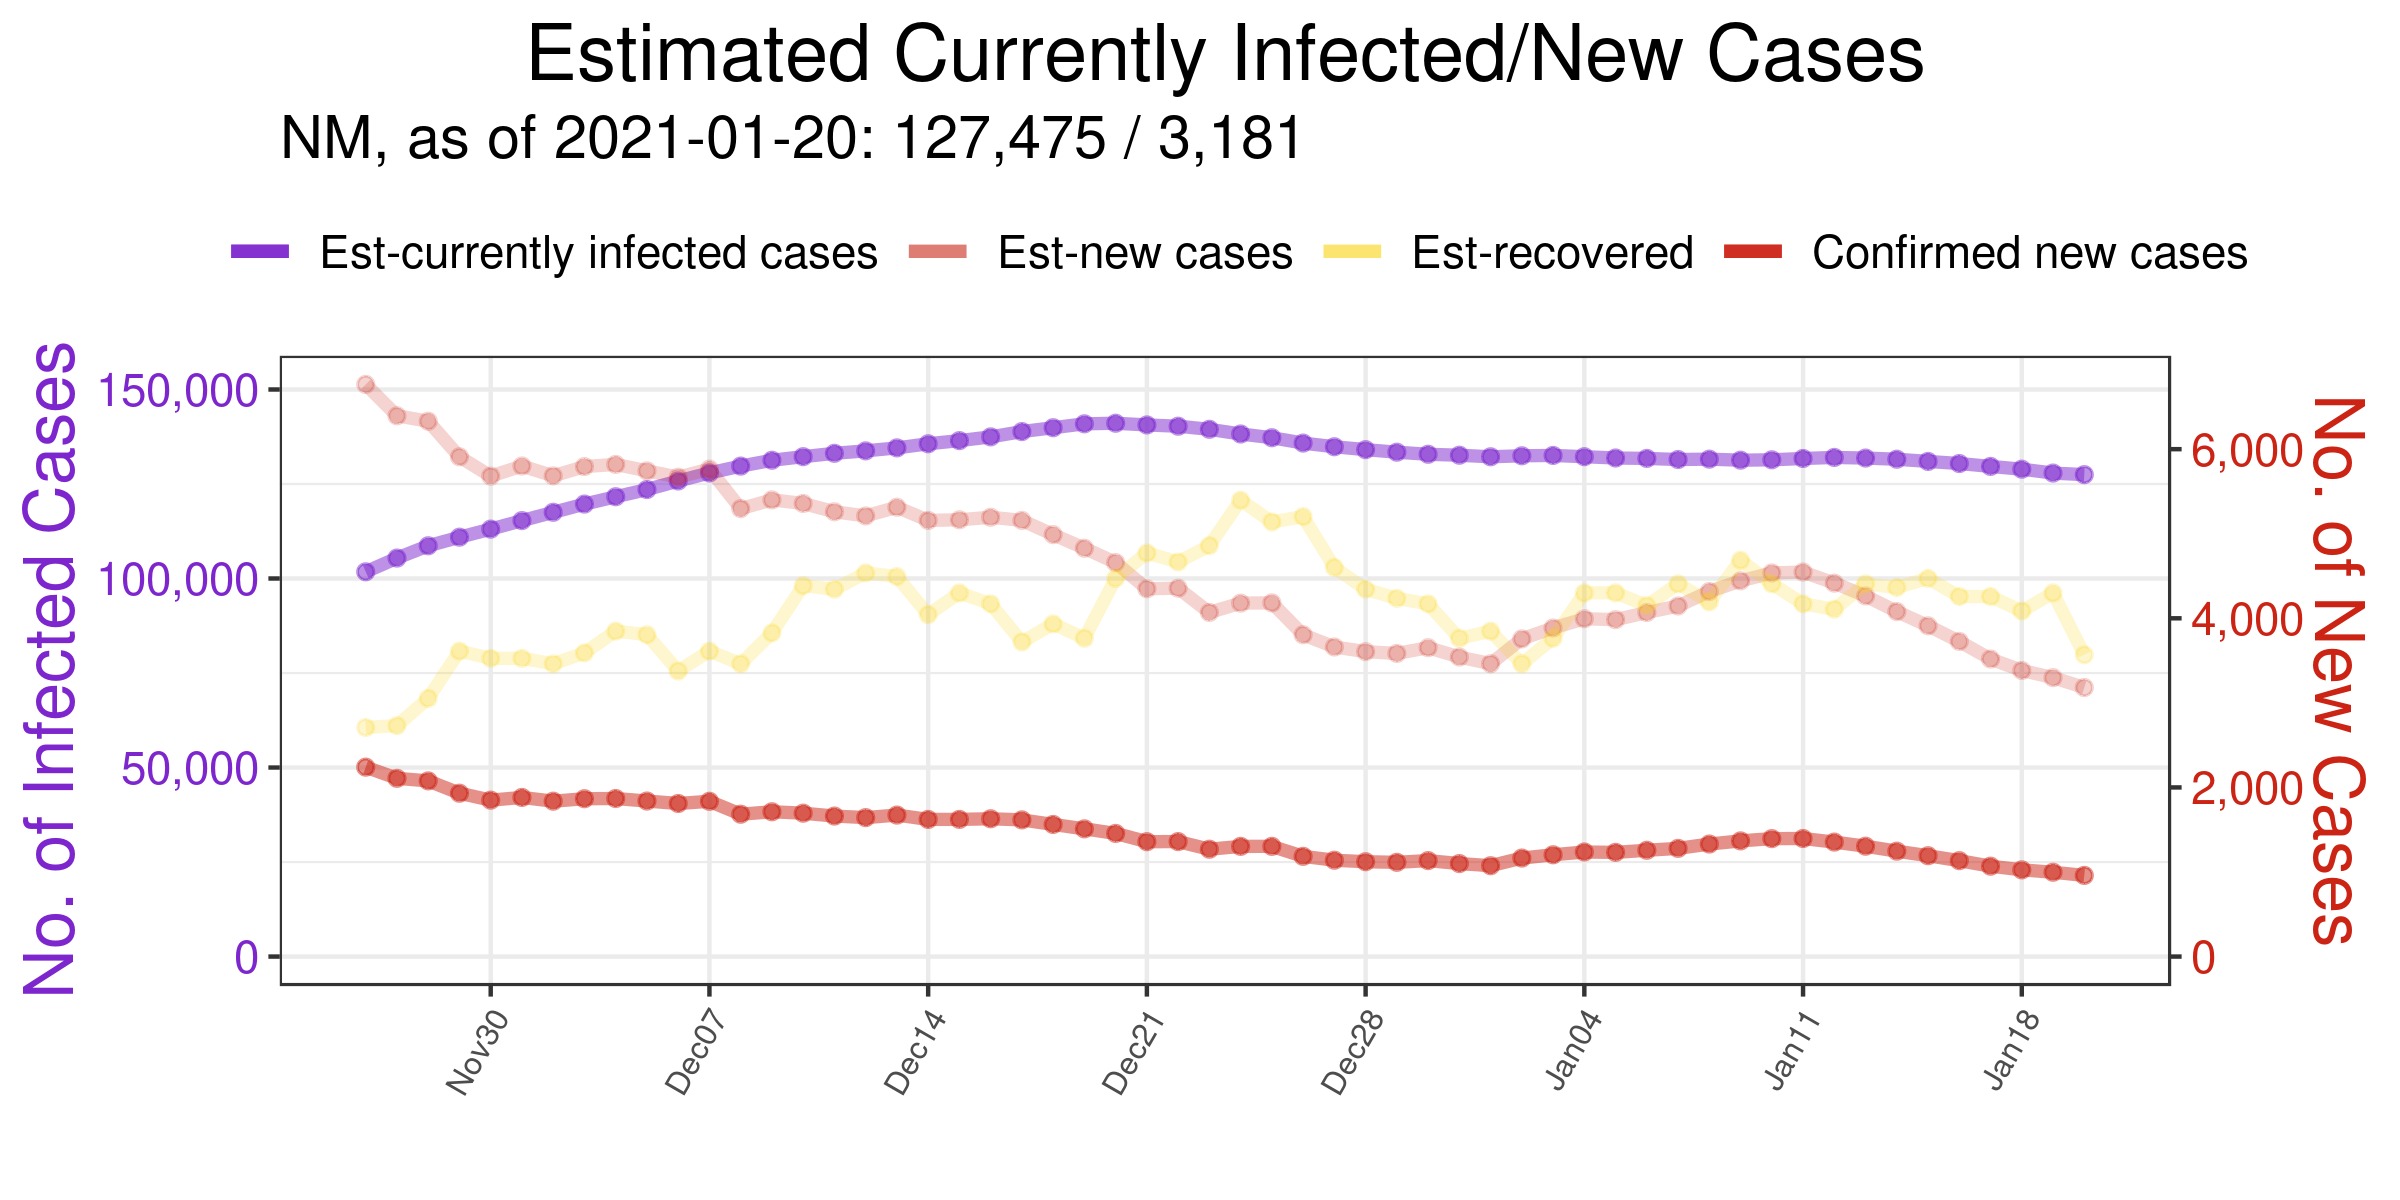 Estimated Currently Infected/New Cases
NM, as of 2021-01-20: 127,475 / 3,181
Est-currently infected cases Est-new cases Est-recovered Confirmed new cases
No. of Infected Cases
150,000
100,000
50,000
0
6,000
4,000
2,000
0
No. of New Cases
Nov30 Dec07 Dec14 Dec21 Dec28 Jan04 Jan11 Jan18